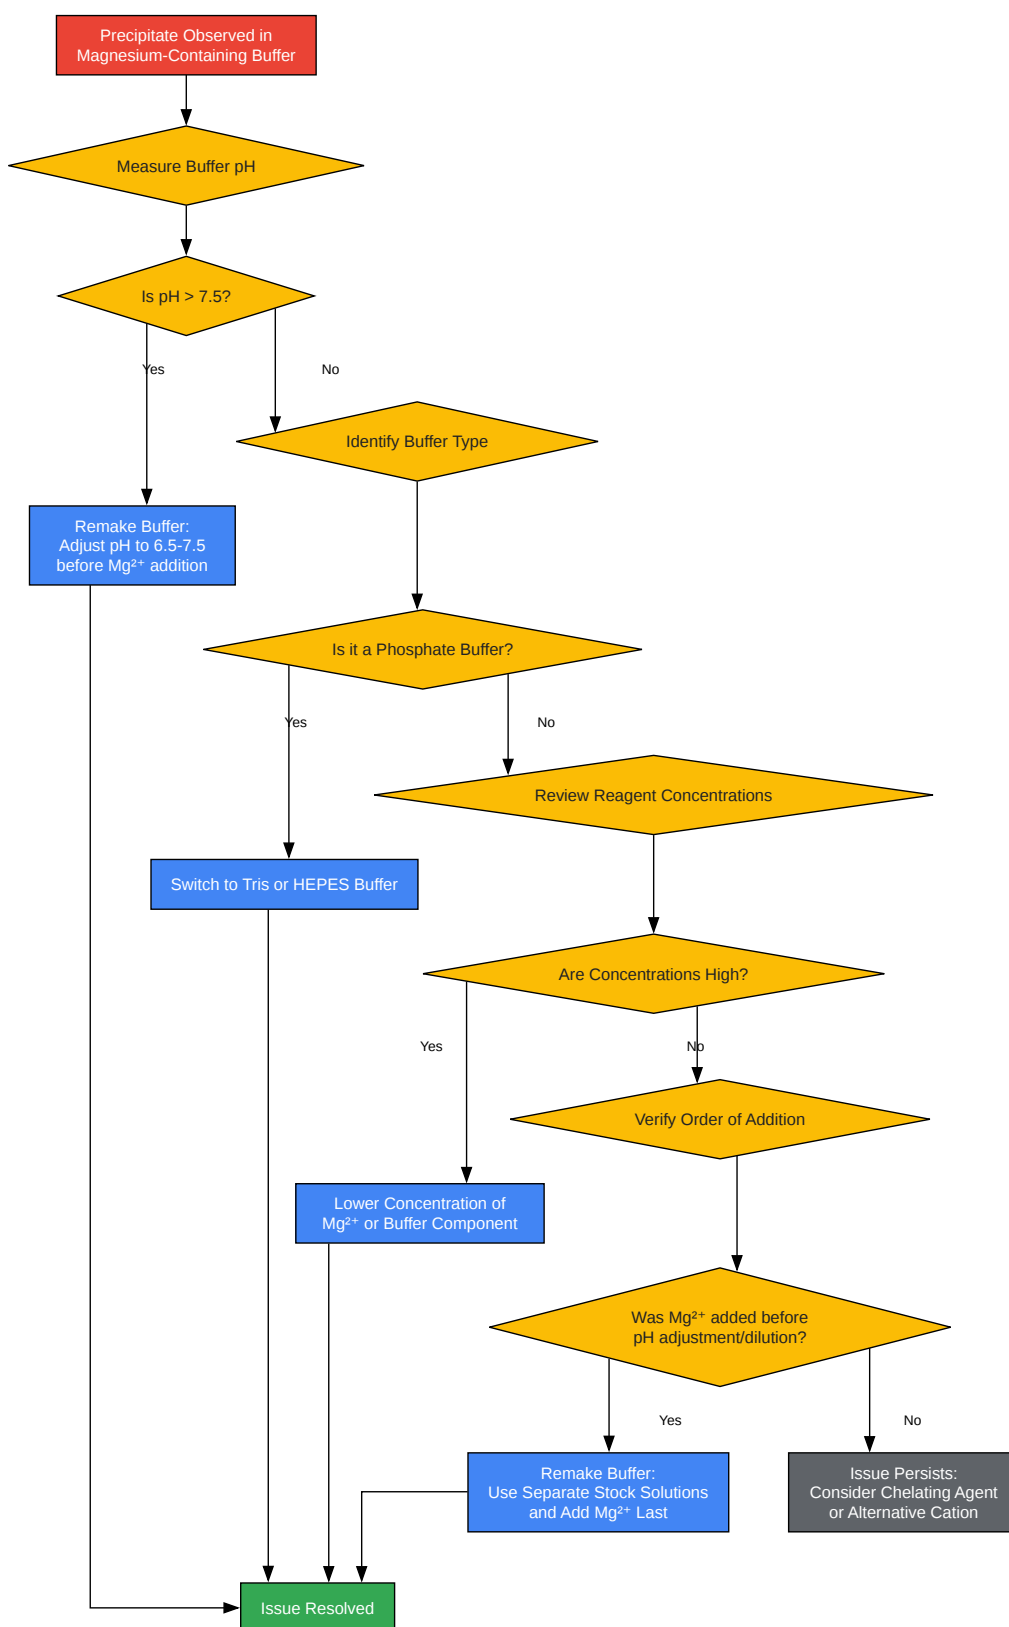 Precipitate Observed in
Magnesium-Containing Buffer
Measure Buffer pH
Is pH > 7.5?
Yes
No
Identify Buffer Type
Remake Buffer:
Adjust pH to 6.5-7.5
before Mg²⁺ addition
Is it a Phosphate Buffer?
Yes
No
Review Reagent Concentrations
Switch to Tris or HEPES Buffer
Are Concentrations High?
Yes
No
Verify Order of Addition
Lower Concentration of
Mg²⁺ or Buffer Component
Was Mg²⁺ added before
pH adjustment/dilution?
Yes
No
Remake Buffer:
Use Separate Stock Solutions
and Add Mg²⁺ Last
Issue Persists:
Consider Chelating Agent
or Alternative Cation
Issue Resolved